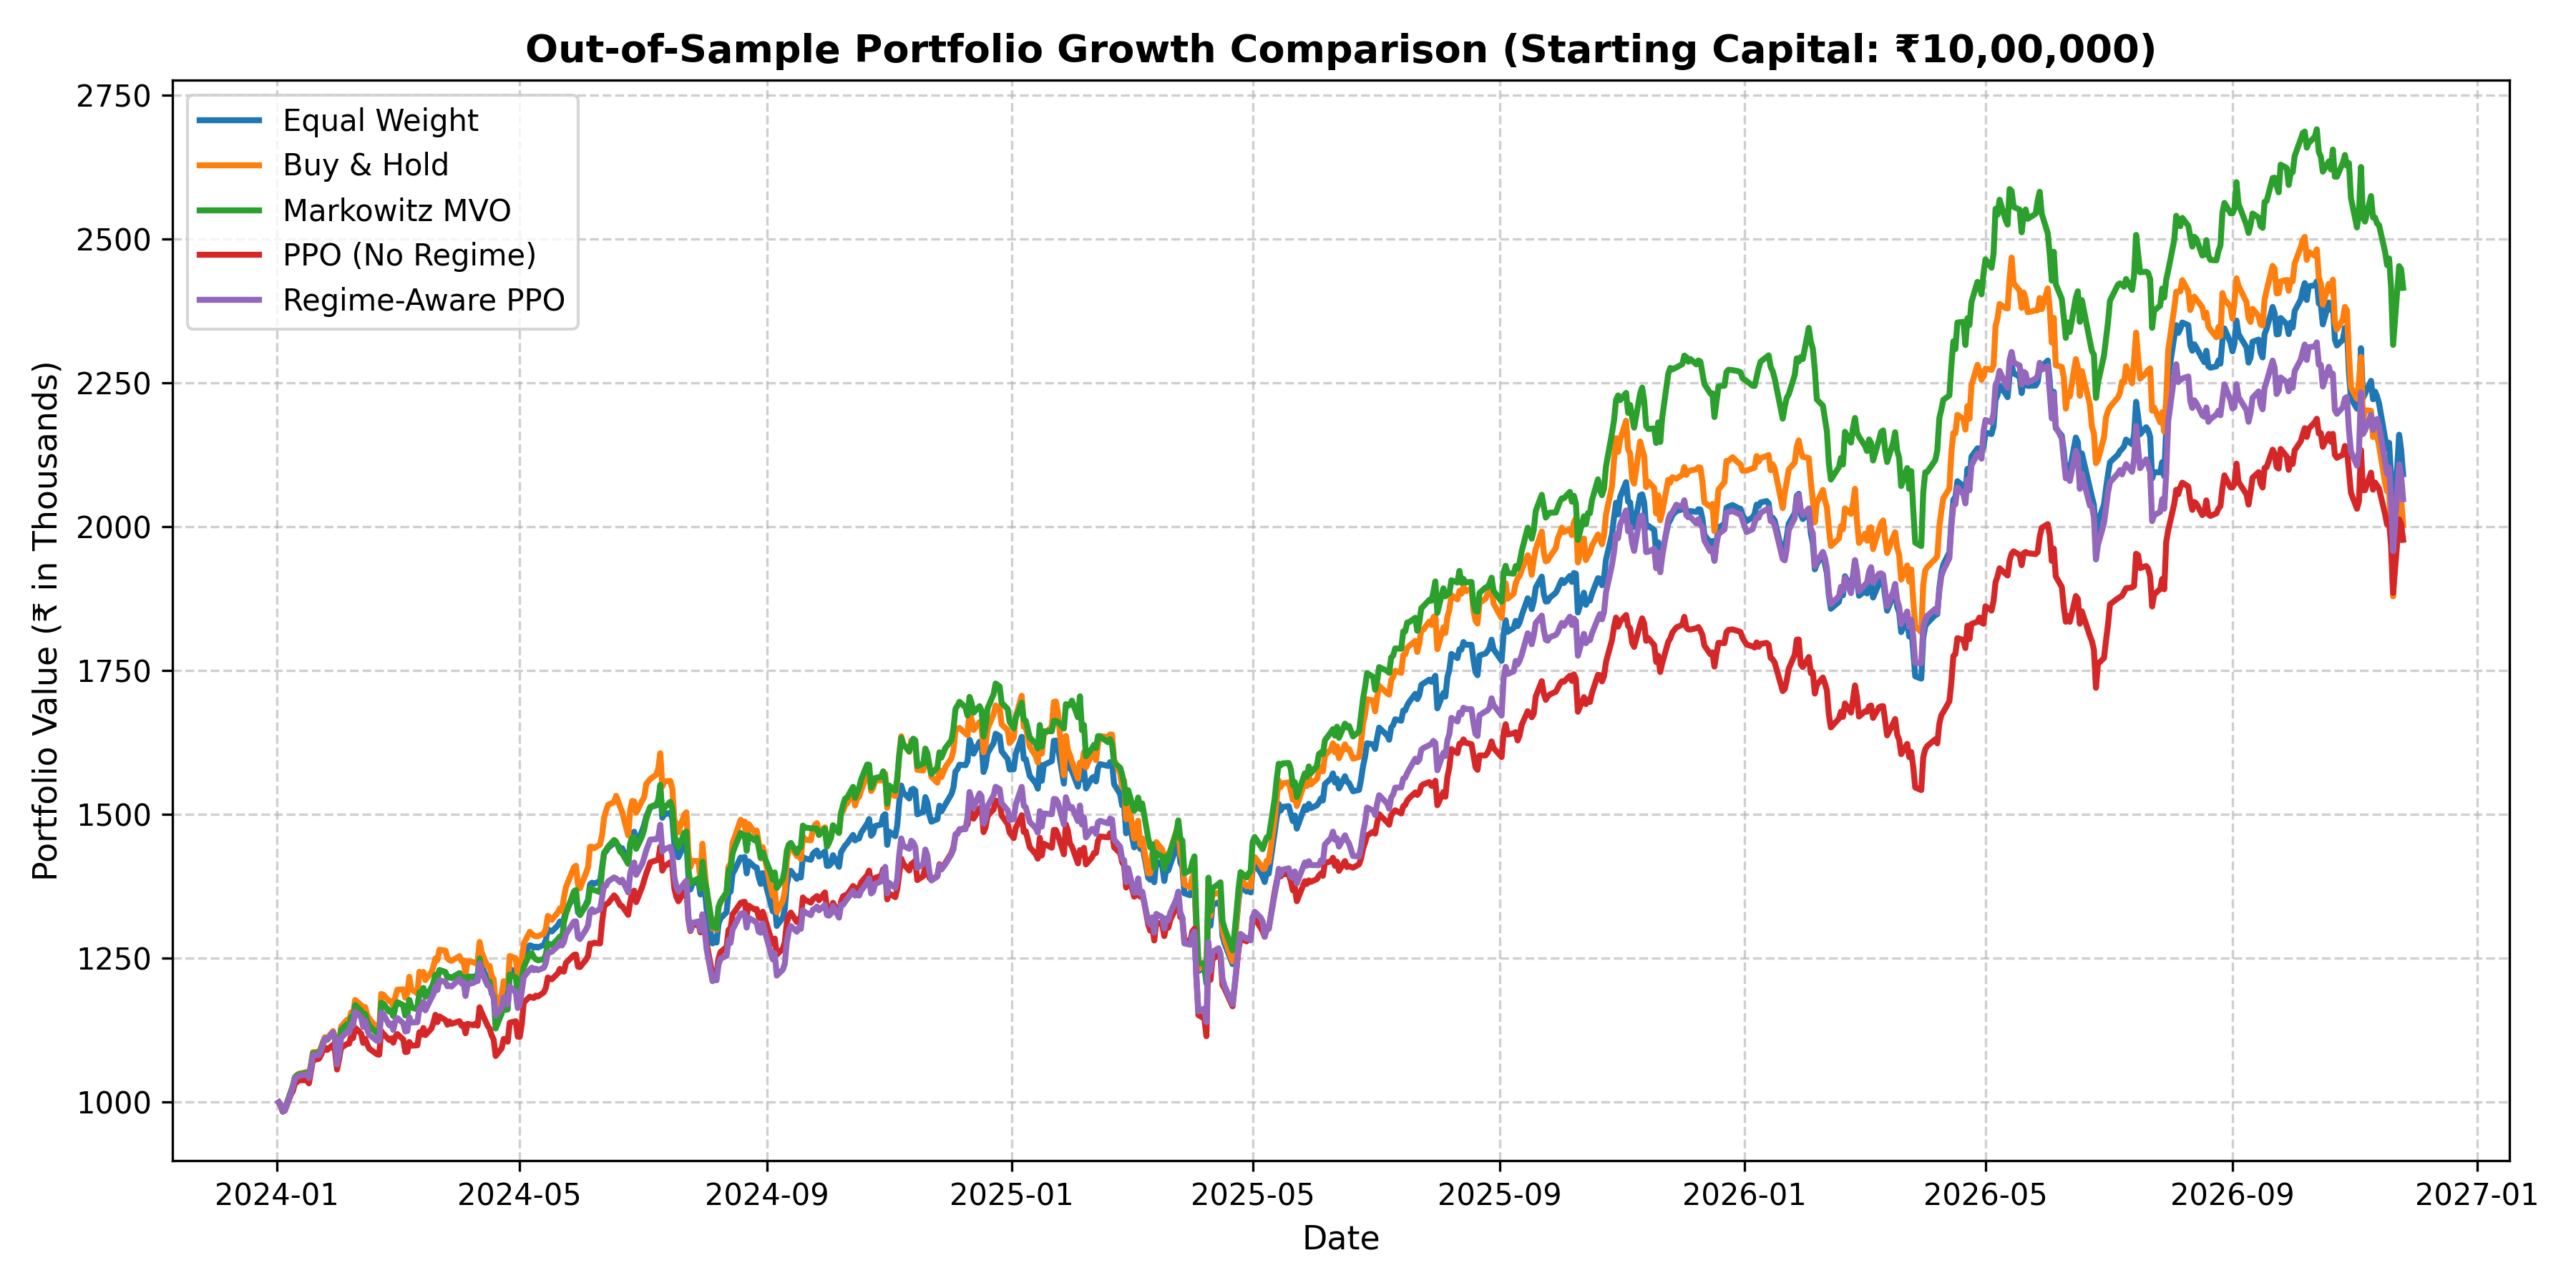 Out-of-Sample Portfolio Growth Comparison (Starting Capital: ₹10,00,000)
Equal Weight
Buy & Hold
Markowitz MVO
PPO (No Regime)
Regime-Aware PPO
Portfolio Value (₹ in Thousands)
2750
2500
2250
2000
1750
1500
1250
1000
2024-01
2024-05
2024-09
2025-01
2025-05
2025-09
2026-01
2026-05
2026-09
2027-01
Date